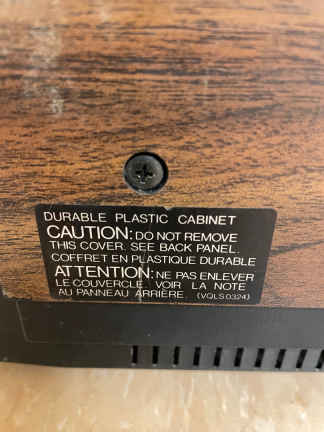 DURABLE PLASTIC CABINET
CAUTION: DO NOT REMOVE
THIS COVER. SEE BACK PANEL.
COFFRET EN PLASTIQUE DURABLE
ATTENTION: NE PAS ENLEVER
LE COUVERCLE VOIR LA NOTE
AU PANNEAU ARRIÈRE. (VQLS0324)